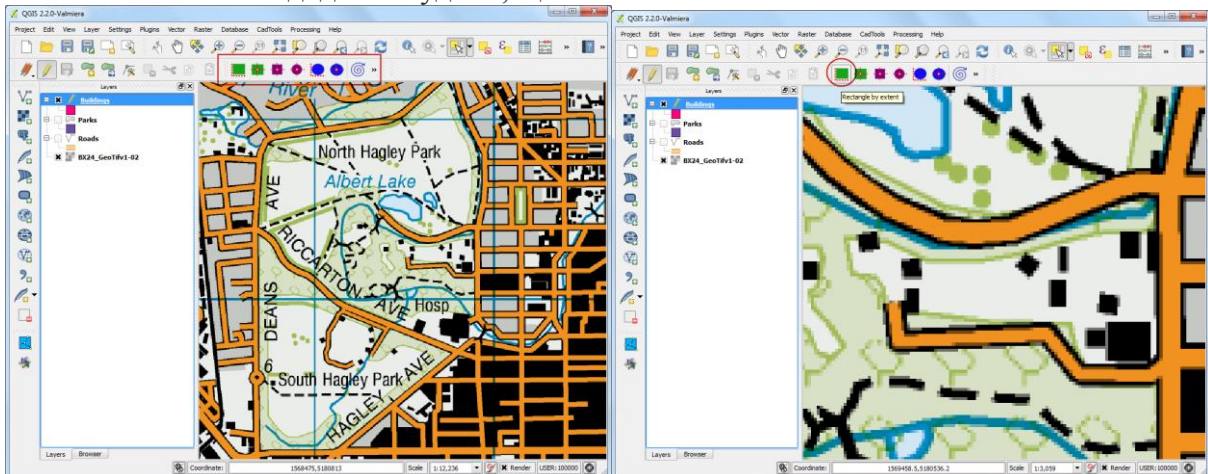 QGIS 2.2.0-Valmiera
Project Edit View Layer Settings Plugins Vector Raster Database CadTools Processing Help
Layers
Buildings
Parks
Roads
BX24_GeoTifv1-02
River
North Hagley Park
Albert Lake
AVE
RICCARTON AVE
Hosp
DEANS
6
South Hagley Park
HAGLEY AVE
Layers Browser
Coordinate: 1568475,5180813 Scale 1:12,236 Render USER:100000
QGIS 2.2.0-Valmiera
Project Edit View Layer Settings Plugins Vector Raster Database CadTools Processing Help
Rectangle by extent
Layers
Buildings
Parks
Roads
BX24_GeoTifv1-02
Layers Browser
Coordinate: 1569458.5,5180536.2 Scale 1:3,059 Render USER:100000